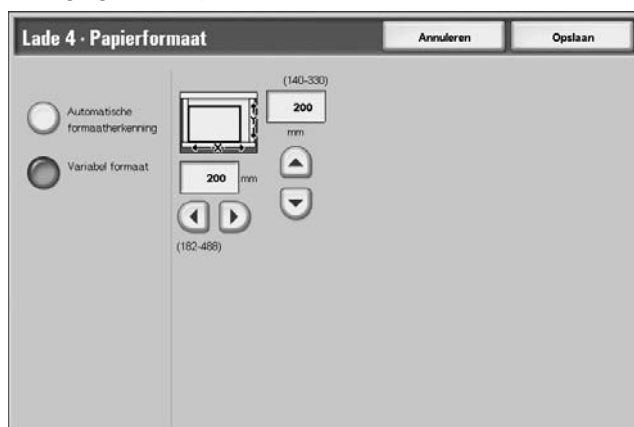 Lade 4 · Papierformaat
Annuleren
Opslaan
Automatische
formaatherkenning
Variabel formaat
(140-330)
200
mm
X
200 mm
(182-488)